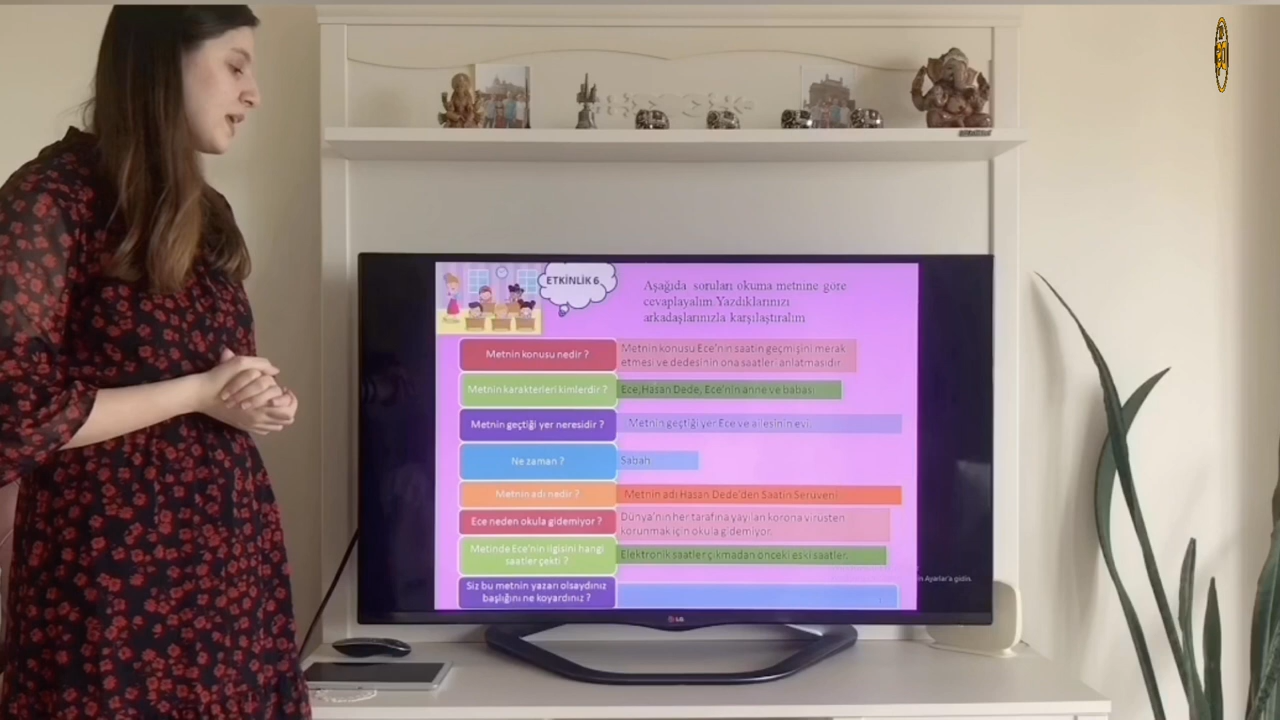 ETKİNLİK 6
Aşağıda soruları okuma metnine göre
cevaplayalım.Yazdıklarınızı
arkadaşlarınızla karşılaştıralım
Metnin konusu nedir ?
Metnin konusu Ece'nin saatin geçmişini merak
etmesi ve dedesinin ona saatleri anlatmasıdır
Metnin karakterleri kimlerdir ?
Ece,Hasan Dede, Ece'nin anne ve babası
Metnin geçtiği yer neresidir ?
Metnin geçtiği yer Ece ve ailesinin evi.
Ne zaman ?
Sabah
Metnin adı nedir ?
Metnin adı Hasan Dede'den Saatin Serüveni
Ece neden okula gidemiyor ?
Dünya'nın her tarafına yayılan korona virüsten
korunmak için okula gidemiyor.
Metinde Ece'nin ilgisini hangi
saatler çekti ?
Elektronik saatler çıkmadan önceki eski saatler.
Siz bu metnin yazarı olsaydınız
başlığını ne koyardınız ?
in Ayarlar'a gidin.
LG